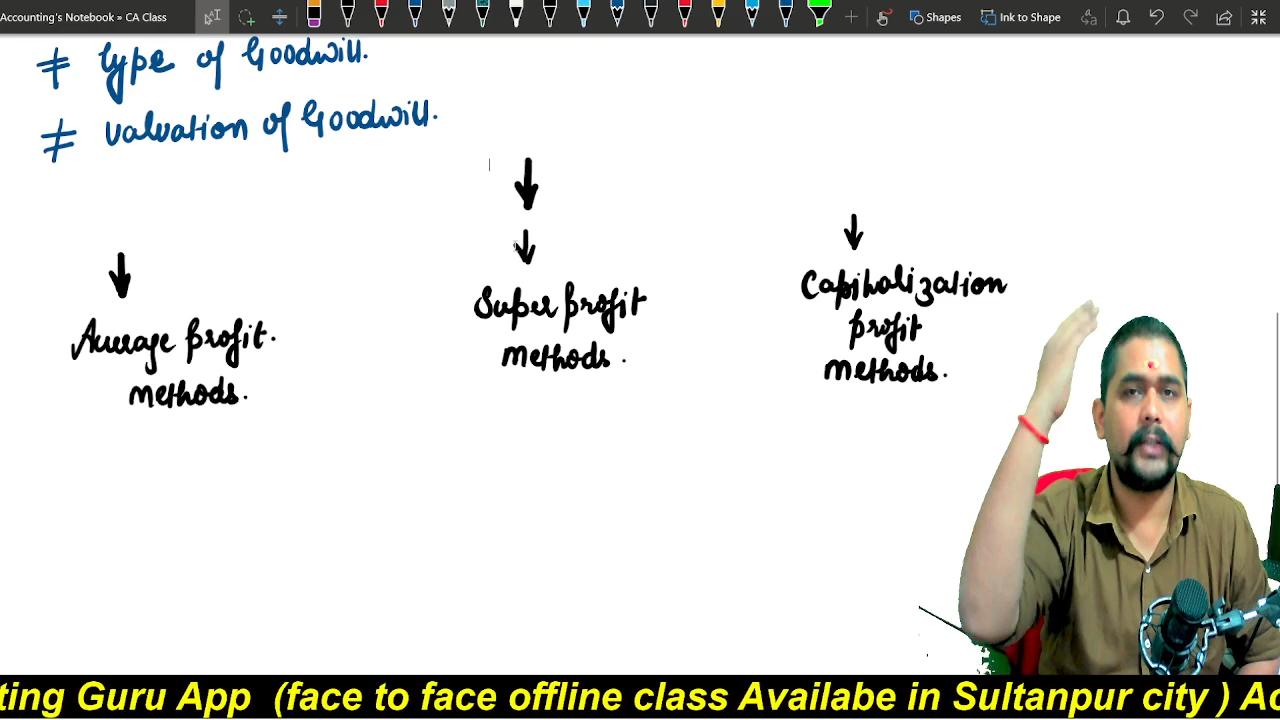 Accounting's Notebook » CA Class
Shapes
Ink to Shape
≠ type of Goodwill.
≠ valuation of Goodwill.
Average profit.
methods.
Super profit
methods.
Capitalization
profit
methods.
ting Guru App (face to face offline class Availabe in Sultanpur city ) Ac